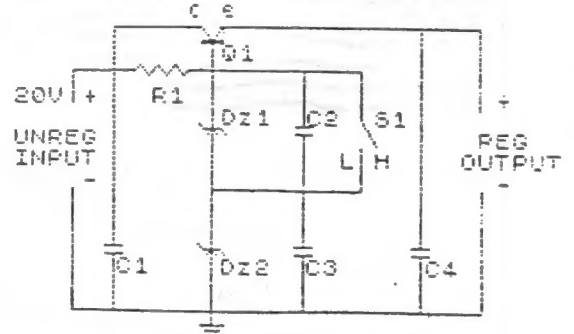 C E
Q1
R1
20V +
Dz1
C2
S1
+
UNREG
INPUT
L H
REG
OUTPUT
-
-
C1
Dz2
C3
C4